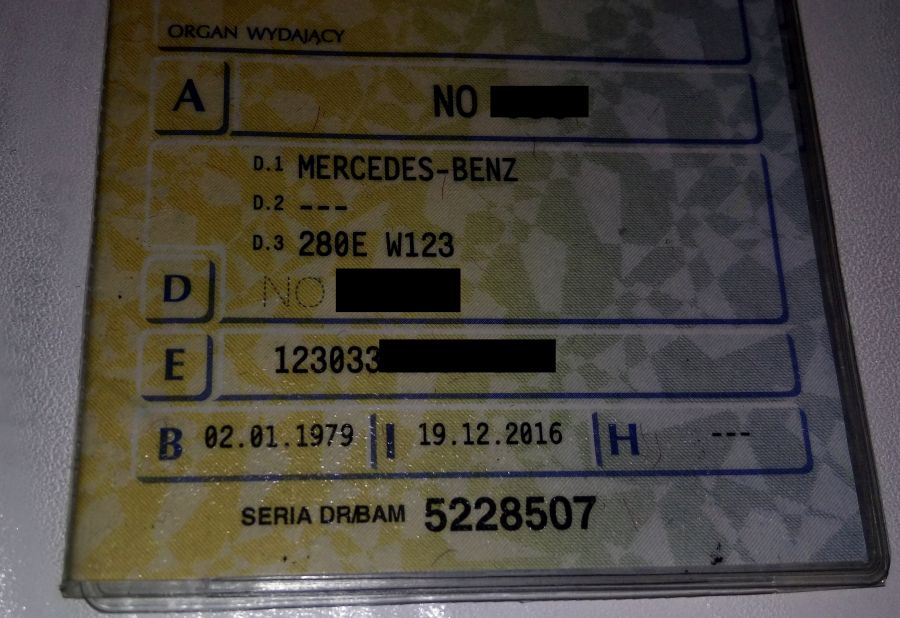 ORGAN WYDAJĄCY
A NO
D.1 MERCEDES-BENZ
D.2 ---
D.3 280E W123
D NO
E 123033
B 02.01.1979 I 19.12.2016 H ---
SERIA DR/BAM 5228507